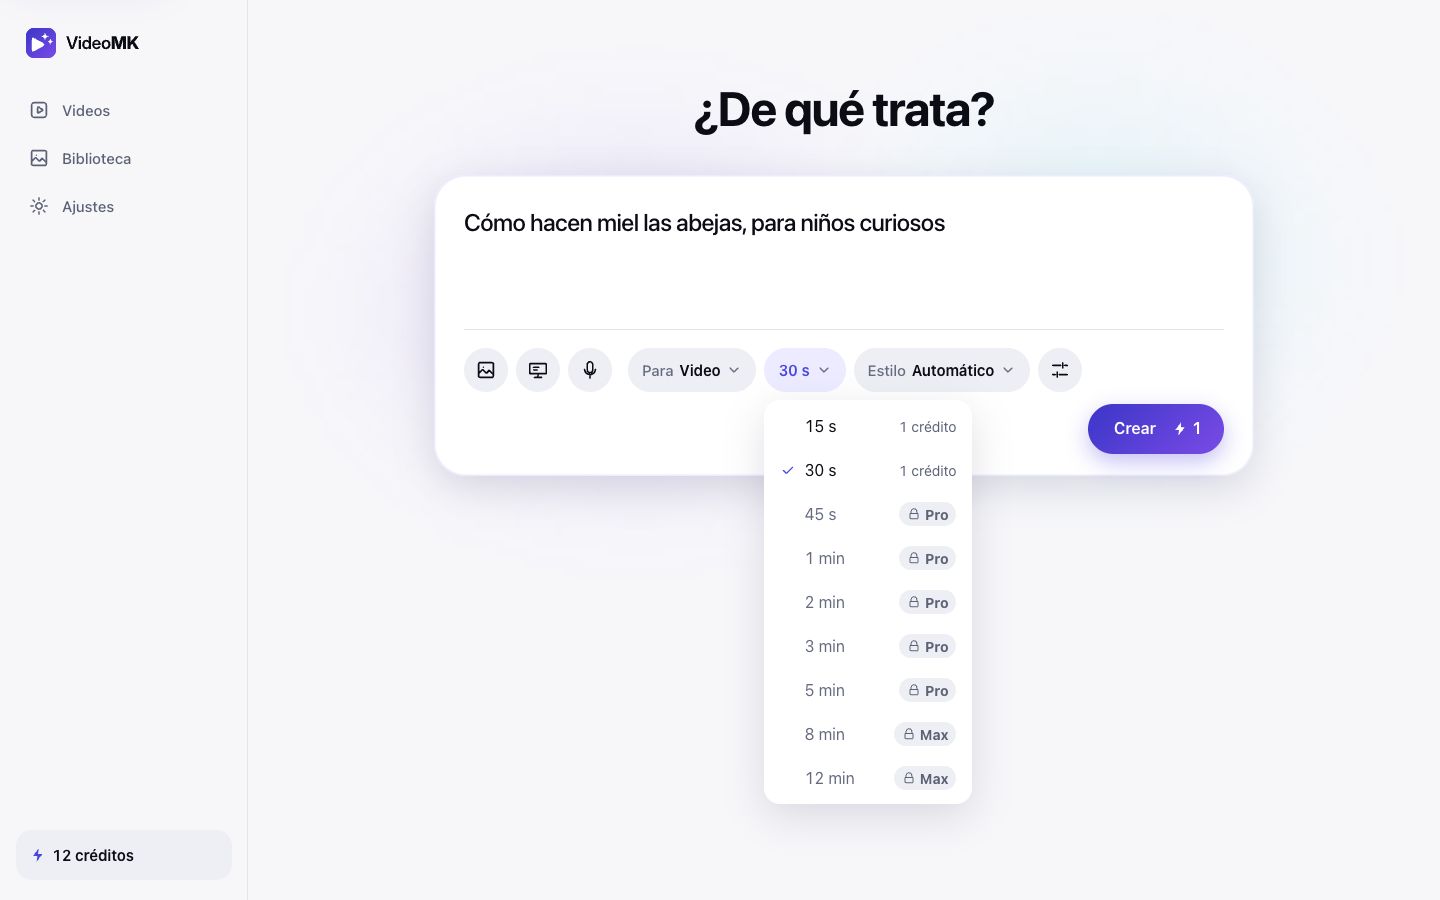 VideoMK
Videos
Biblioteca
Ajustes
12 créditos
¿De qué trata?
Cómo hacen miel las abejas, para niños curiosos
Para Video
30 s
Estilo Automático
Crear 1
15 s 1 crédito
30 s 1 crédito
45 s Pro
1 min Pro
2 min Pro
3 min Pro
5 min Pro
8 min Max
12 min Max